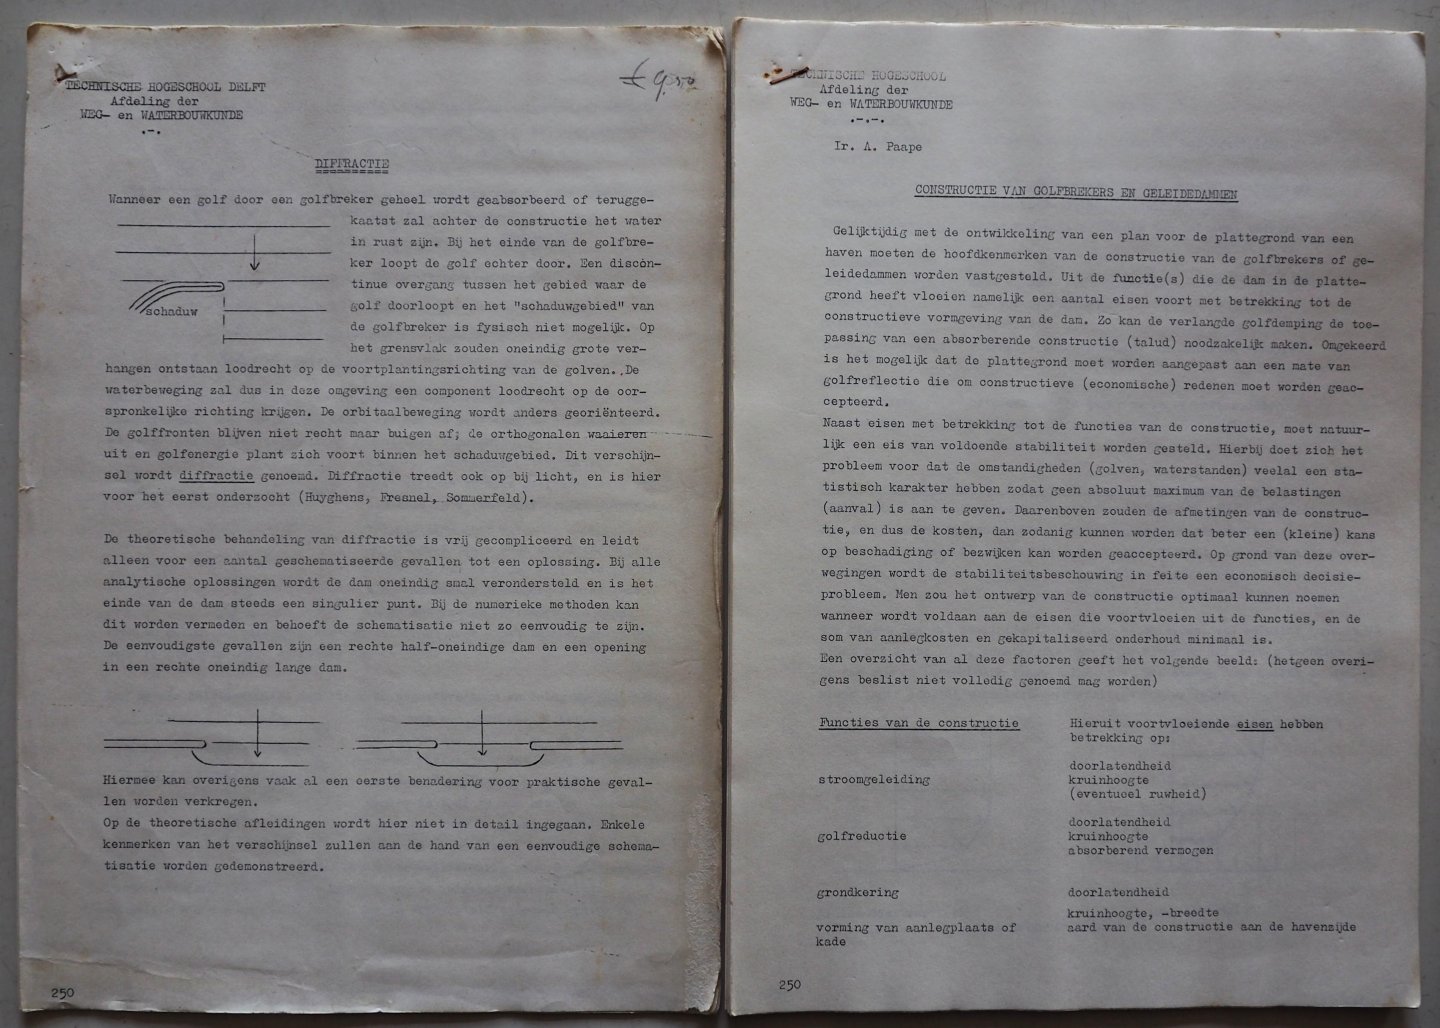 TECHNISCHE HOGESCHOOL DELFT
Afdeling der
WEG- en WATERBOUWKUNDE
.-.
DIFFRACTIE
Wanneer een golf door een golfbreker geheel wordt geabsorbeerd of terugge-
kaatst zal achter de constructie het water
in rust zijn. Bij het einde van de golfbre-
ker loopt de golf echter door. Een discon-
tinue overgang tussen het gebied waar de
golf doorloopt en het "schaduwgebied" van
de golfbreker is fysisch niet mogelijk. Op
het grensvlak zouden oneindig grote ver-
schaduw
hangen ontstaan loodrecht op de voortplantingsrichting van de golven. De
waterbeweging zal dus in deze omgeving een component loodrecht op de oor-
spronkelijke richting krijgen. De orbitaalbeweging wordt anders georiënteerd.
De golffronten blijven niet recht maar buigen af; de orthogonalen waaieren
uit en golfenergie plant zich voort binnen het schaduwgebied. Dit verschijn-
sel wordt diffractie genoemd. Diffractie treedt ook op bij licht, en is hier
voor het eerst onderzocht (Huyghens, Fresnel, Sommerfeld).
De theoretische behandeling van diffractie is vrij gecompliceerd en leidt
alleen voor een aantal geschematiseerde gevallen tot een oplossing. Bij alle
analytische oplossingen wordt de dam oneindig smal verondersteld en is het
einde van de dam steeds een singulier punt. Bij de numerieke methoden kan
dit worden vermeden en behoeft de schematisatie niet zo eenvoudig te zijn.
De eenvoudigste gevallen zijn een rechte half-oneindige dam en een opening
in een rechte oneindig lange dam.
Hiermee kan overigens vaak al een eerste benadering voor praktische geval-
len worden verkregen.
Op de theoretische afleidingen wordt hier niet in detail ingegaan. Enkele
kenmerken van het verschijnsel zullen aan de hand van een eenvoudige schema-
tisatie worden gedemonstreerd.
250
TECHNISCHE HOGESCHOOL
Afdeling der
WEG- en WATERBOUWKUNDE
.-.-.
Ir. A. Paape
CONSTRUCTIE VAN GOLFBREKERS EN GELEIDEDAMMEN
Gelijktijdig met de ontwikkeling van een plan voor de plattegrond van een
haven moeten de hoofdkenmerken van de constructie van de golfbrekers of ge-
leidedammen worden vastgesteld. Uit de functie(s) die de dam in de platte-
grond heeft vloeien namelijk een aantal eisen voort met betrekking tot de
constructieve vormgeving van de dam. Zo kan de verlangde golfdemping de toe-
passing van een absorberende constructie (talud) noodzakelijk maken. Omgekeerd
is het mogelijk dat de plattegrond moet worden aangepast aan een mate van
golfreflectie die om constructieve (economische) redenen moet worden geac-
cepteerd.
Naast eisen met betrekking tot de functies van de constructie, moet natuur-
lijk een eis van voldoende stabiliteit worden gesteld. Hierbij doet zich het
probleem voor dat de omstandigheden (golven, waterstanden) veelal een sta-
tistisch karakter hebben zodat geen absoluut maximum van de belastingen
(aanval) is aan te geven. Daarenboven zouden de afmetingen van de construc-
tie, en dus de kosten, dan zodanig kunnen worden dat beter een (kleine) kans
op beschadiging of bezwijken kan worden geaccepteerd. Op grond van deze over-
wegingen wordt de stabiliteitsbeschouwing in feite een economisch decisie-
probleem. Men zou het ontwerp van de constructie optimaal kunnen noemen
wanneer wordt voldaan aan de eisen die voortvloeien uit de functies, en de
som van aanlegkosten en gekapitaliseerd onderhoud minimaal is.
Een overzicht van al deze factoren geeft het volgende beeld: (hetgeen overi-
gens beslist niet volledig genoemd mag worden)
Functies van de constructie
Hieruit voortvloeiende eisen hebben
betrekking op:
stroomgeleiding
doorlatendheid
kruinhoogte
(eventueel ruwheid)
golfreductie
doorlatendheid
kruinhoogte
absorberend vermogen
grondkering
doorlatendheid
vorming van aanlegplaats of
kade
kruinhoogte, -breedte
aard van de constructie aan de havenzijde
250